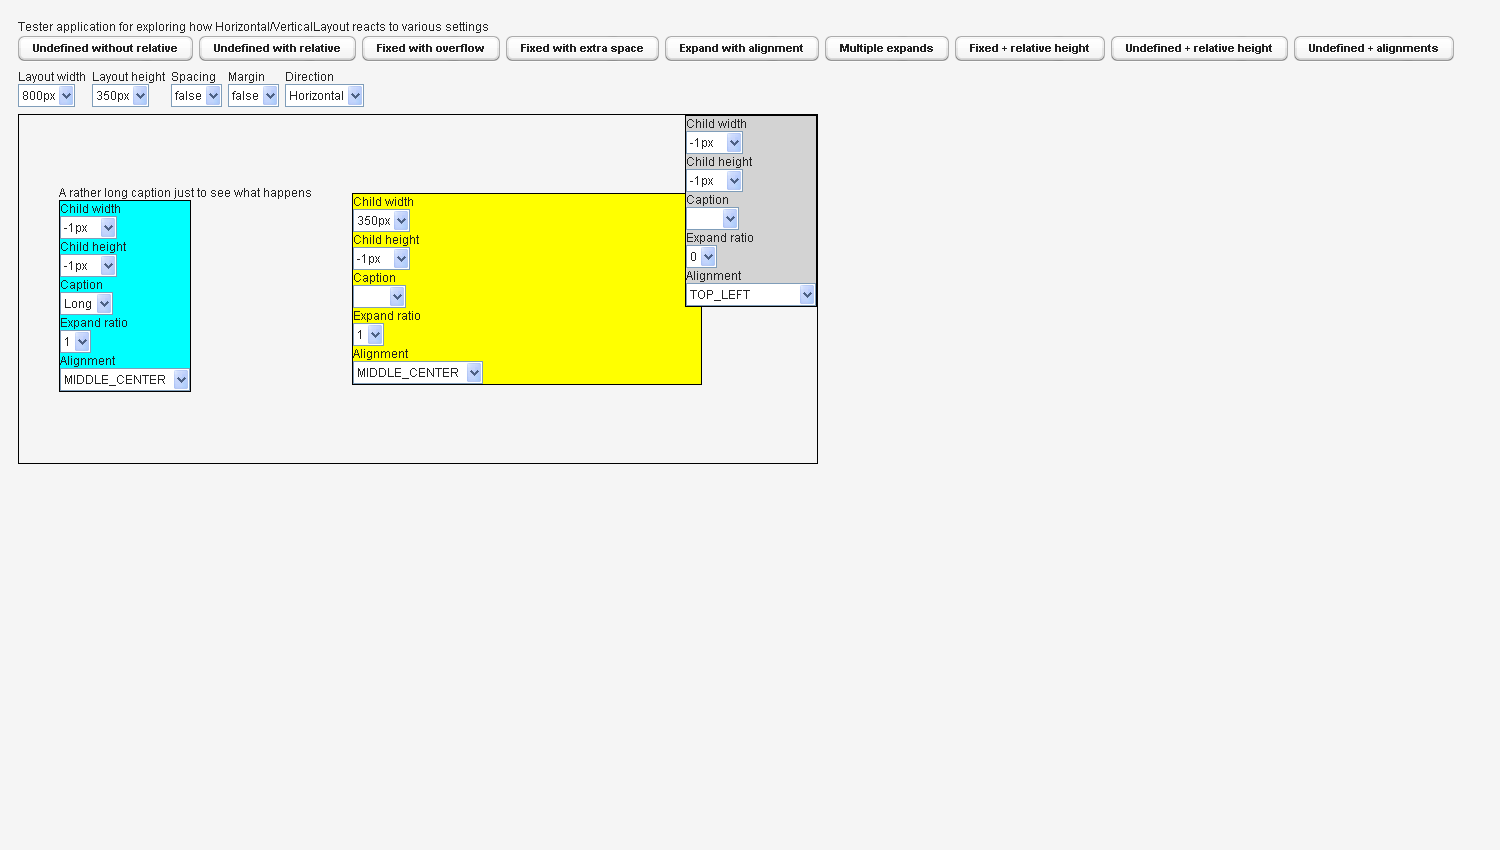 Tester application for exploring how Horizontal/VerticalLayout reacts to various settings
Undefined without relative Undefined with relative Fixed with overflow Fixed with extra space Expand with alignment Multiple expands Fixed + relative height Undefined + relative height Undefined + alignments
Layout width Layout height Spacing Margin Direction
800px 350px false false Horizontal
A rather long caption just to see what happens
Child width
-1px
Child height
-1px
Caption
Long
Expand ratio
1
Alignment
MIDDLE_CENTER
Child width
350px
Child height
-1px
Caption
Expand ratio
1
Alignment
MIDDLE_CENTER
Child width
-1px
Child height
-1px
Caption
Expand ratio
0
Alignment
TOP_LEFT